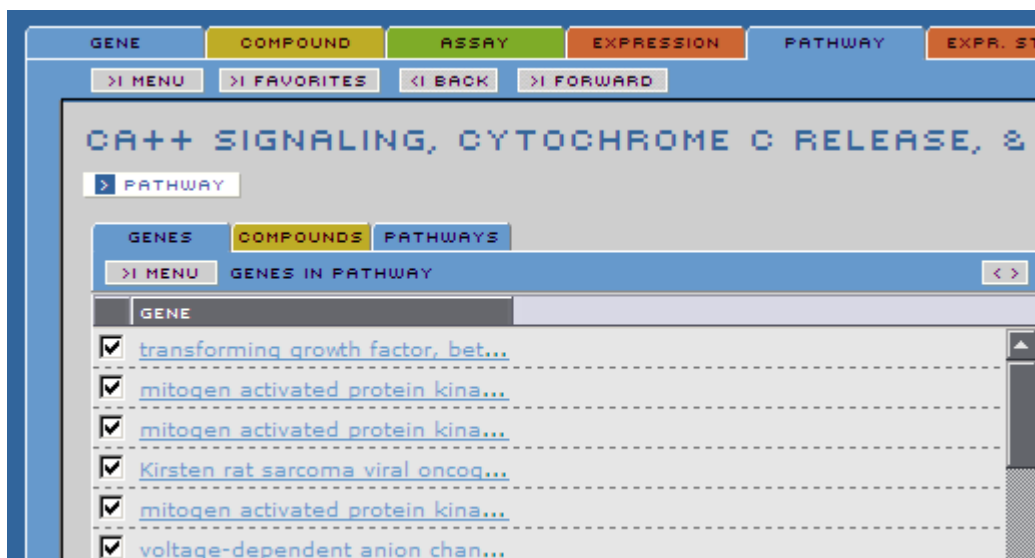 GENE COMPOUND ASSAY EXPRESSION PATHWAY EXPR. ST
>| MENU >| FAVORITES <| BACK >| FORWARD
CA++ SIGNALING, CYTOCHROME C RELEASE, &
> PATHWAY
GENES COMPOUNDS PATHWAYS
>| MENU GENES IN PATHWAY < >
GENE
transforming growth factor, bet...
mitogen activated protein kina...
mitogen activated protein kina...
Kirsten rat sarcoma viral oncog...
mitogen activated protein kina...
voltage-dependent anion chan...